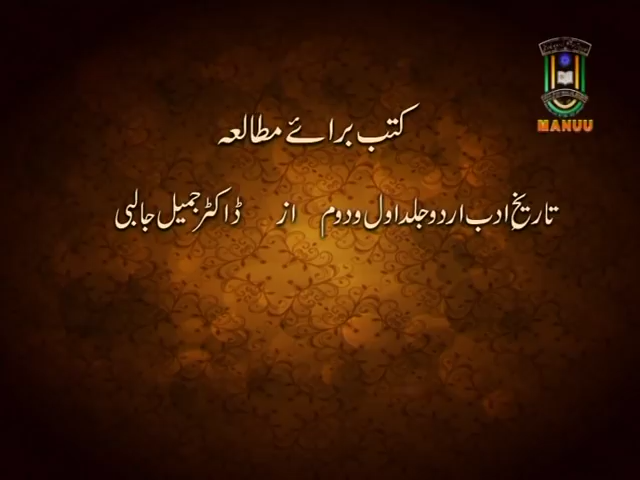 MANUU
کتب برائے مطالعہ
تاریخِ ادب اردو جلد اول و دوم از ڈاکٹر جمیل جالبی